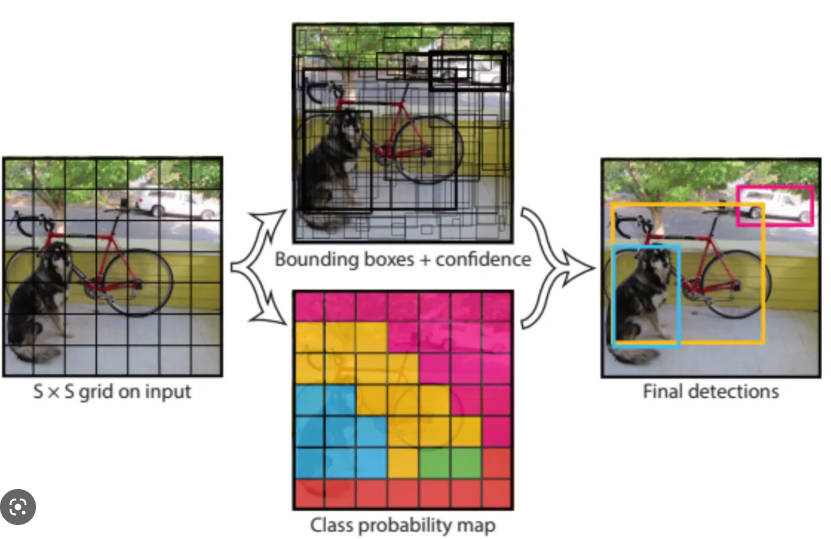 Bounding boxes + confidence
S × S grid on input
Final detections
Class probability map